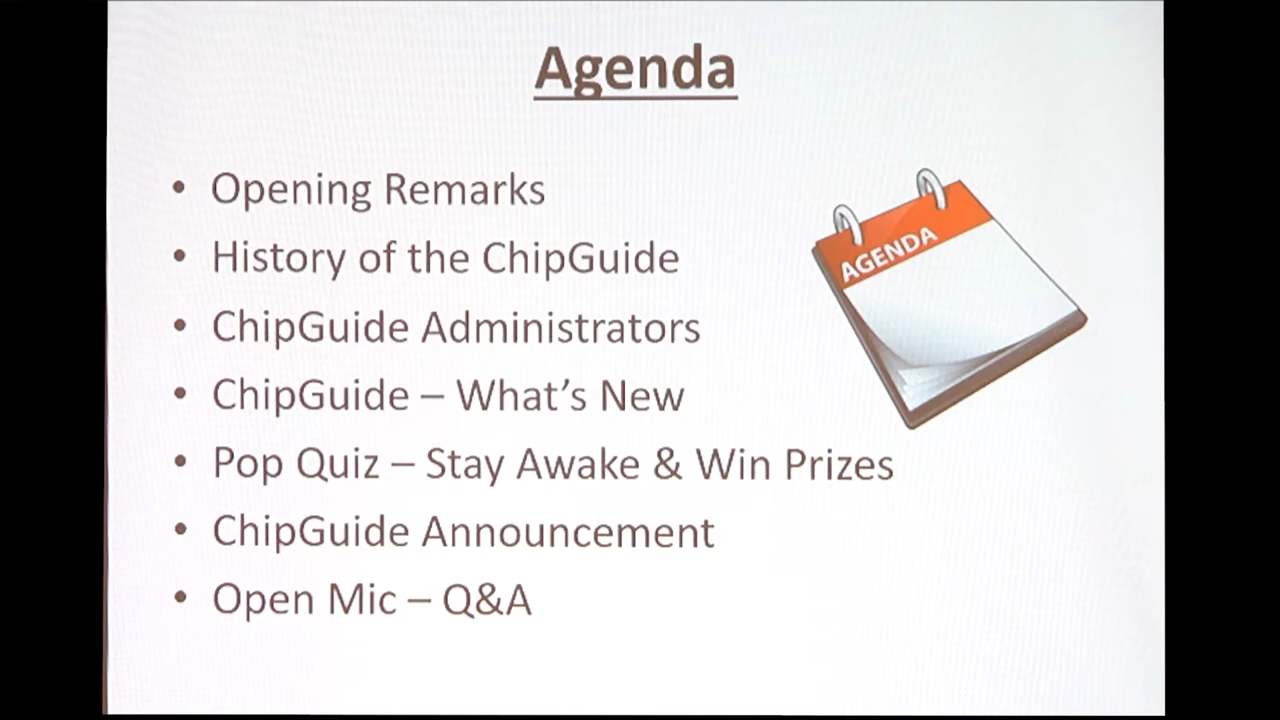 Agenda
• Opening Remarks
• History of the ChipGuide
• ChipGuide Administrators
• ChipGuide – What's New
• Pop Quiz – Stay Awake & Win Prizes
• ChipGuide Announcement
• Open Mic – Q&A
AGENDA